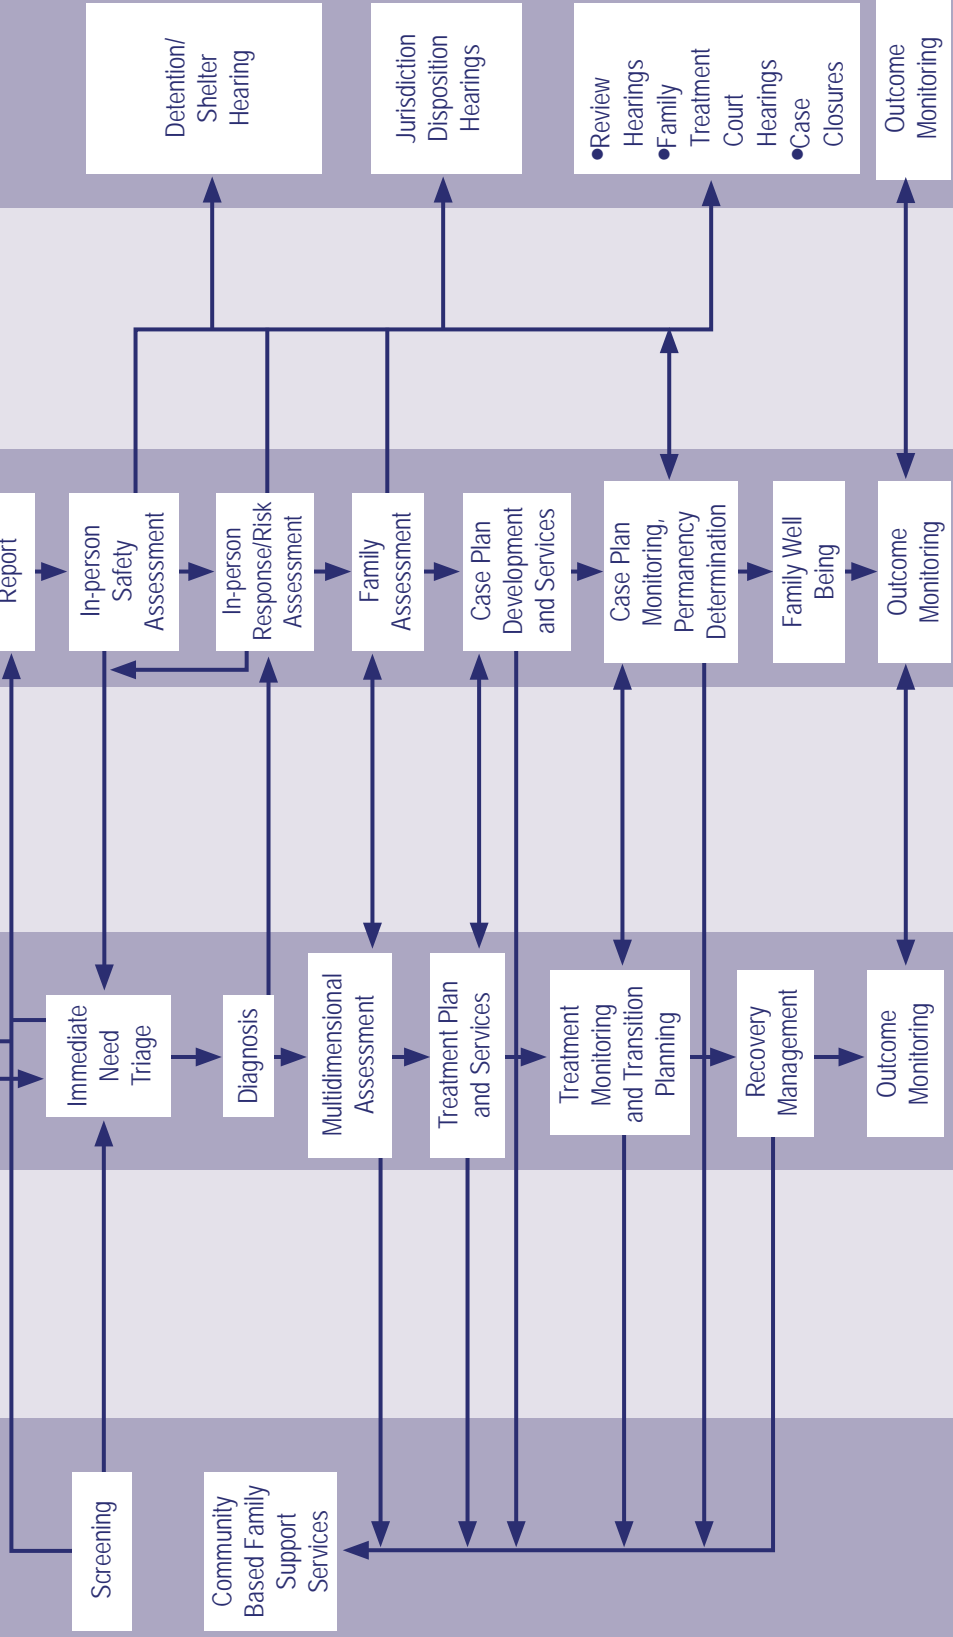 Detention/
Shelter
Hearing
Jurisdiction
Disposition
Hearings
•Review
Hearings
•Family
Treatment
Court
Hearings
•Case
Closures
Outcome
Monitoring
Report
In-person
Safety
Assessment
In-person
Response/Risk
Assessment
Family
Assessment
Case Plan
Development
and Services
Case Plan
Monitoring,
Permanency
Determination
Family Well
Being
Outcome
Monitoring
Immediate
Need
Triage
Diagnosis
Multidimensional
Assessment
Treatment Plan
and Services
Treatment
Monitoring
and Transition
Planning
Recovery
Management
Outcome
Monitoring
Screening
Community
Based Family
Support
Services